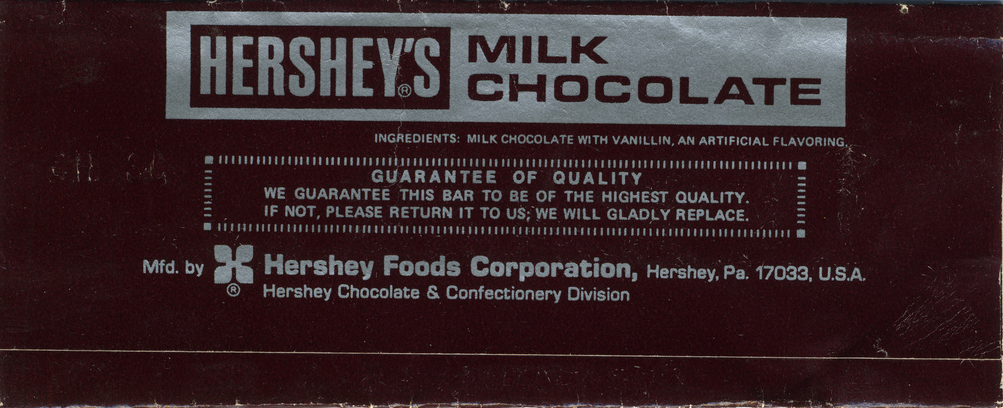 HERSHEY'S®
MILK
CHOCOLATE
INGREDIENTS: MILK CHOCOLATE WITH VANILLIN, AN ARTIFICIAL FLAVORING
GUARANTEE OF QUALITY
WE GUARANTEE THIS BAR TO BE OF THE HIGHEST QUALITY.
IF NOT, PLEASE RETURN IT TO US; WE WILL GLADLY REPLACE.
Mfd. by Hershey Foods Corporation, Hershey, Pa. 17033, U.S.A.
® Hershey Chocolate & Confectionery Division